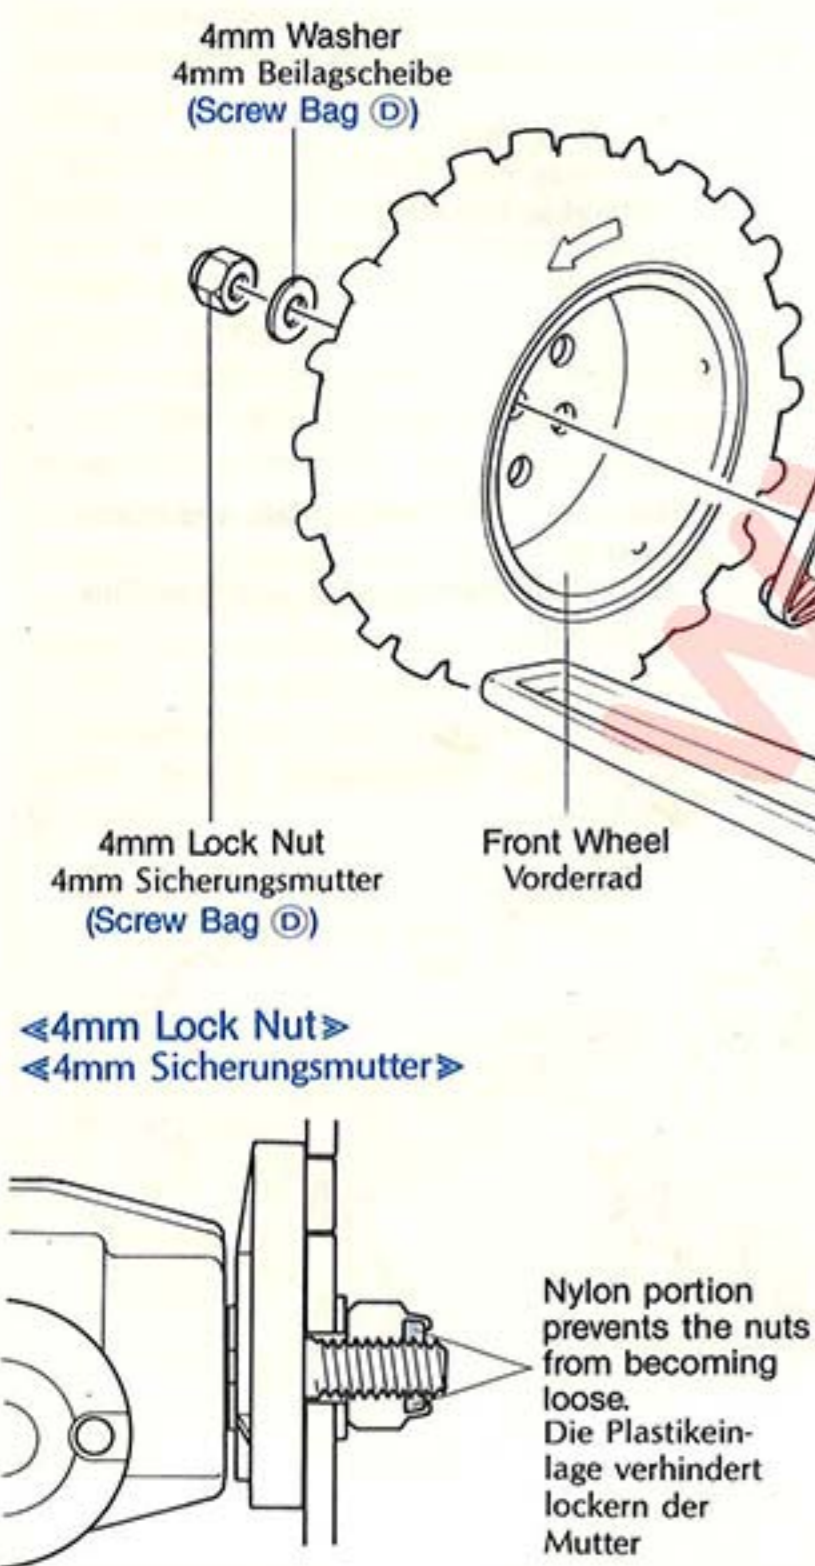 4mm Washer
4mm Beilagscheibe
(Screw Bag Ⓓ)
4mm Lock Nut
4mm Sicherungsmutter
(Screw Bag Ⓓ)
Front Wheel
Vorderrad
≪4mm Lock Nut≫
≪4mm Sicherungsmutter≫
Nylon portion
prevents the nuts
from becoming
loose.
Die Plastikein-
lage verhindert
lockern der
Mutter